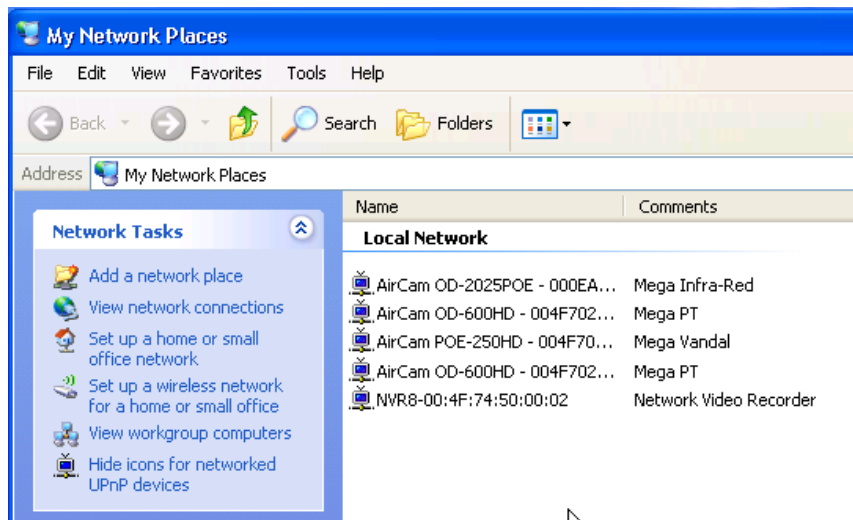 My Network Places
File Edit View Favorites Tools Help
Back Search Folders
Address My Network Places
Network Tasks
Add a network place
View network connections
Set up a home or small
office network
Set up a wireless network
for a home or small office
View workgroup computers
Hide icons for networked
UPnP devices
Name Comments
Local Network
AirCam OD-2025POE - 000EA... Mega Infra-Red
AirCam OD-600HD - 004F702... Mega PT
AirCam POE-250HD - 004F70... Mega Vandal
AirCam OD-600HD - 004F702... Mega PT
NVR8-00:4F:74:50:00:02 Network Video Recorder